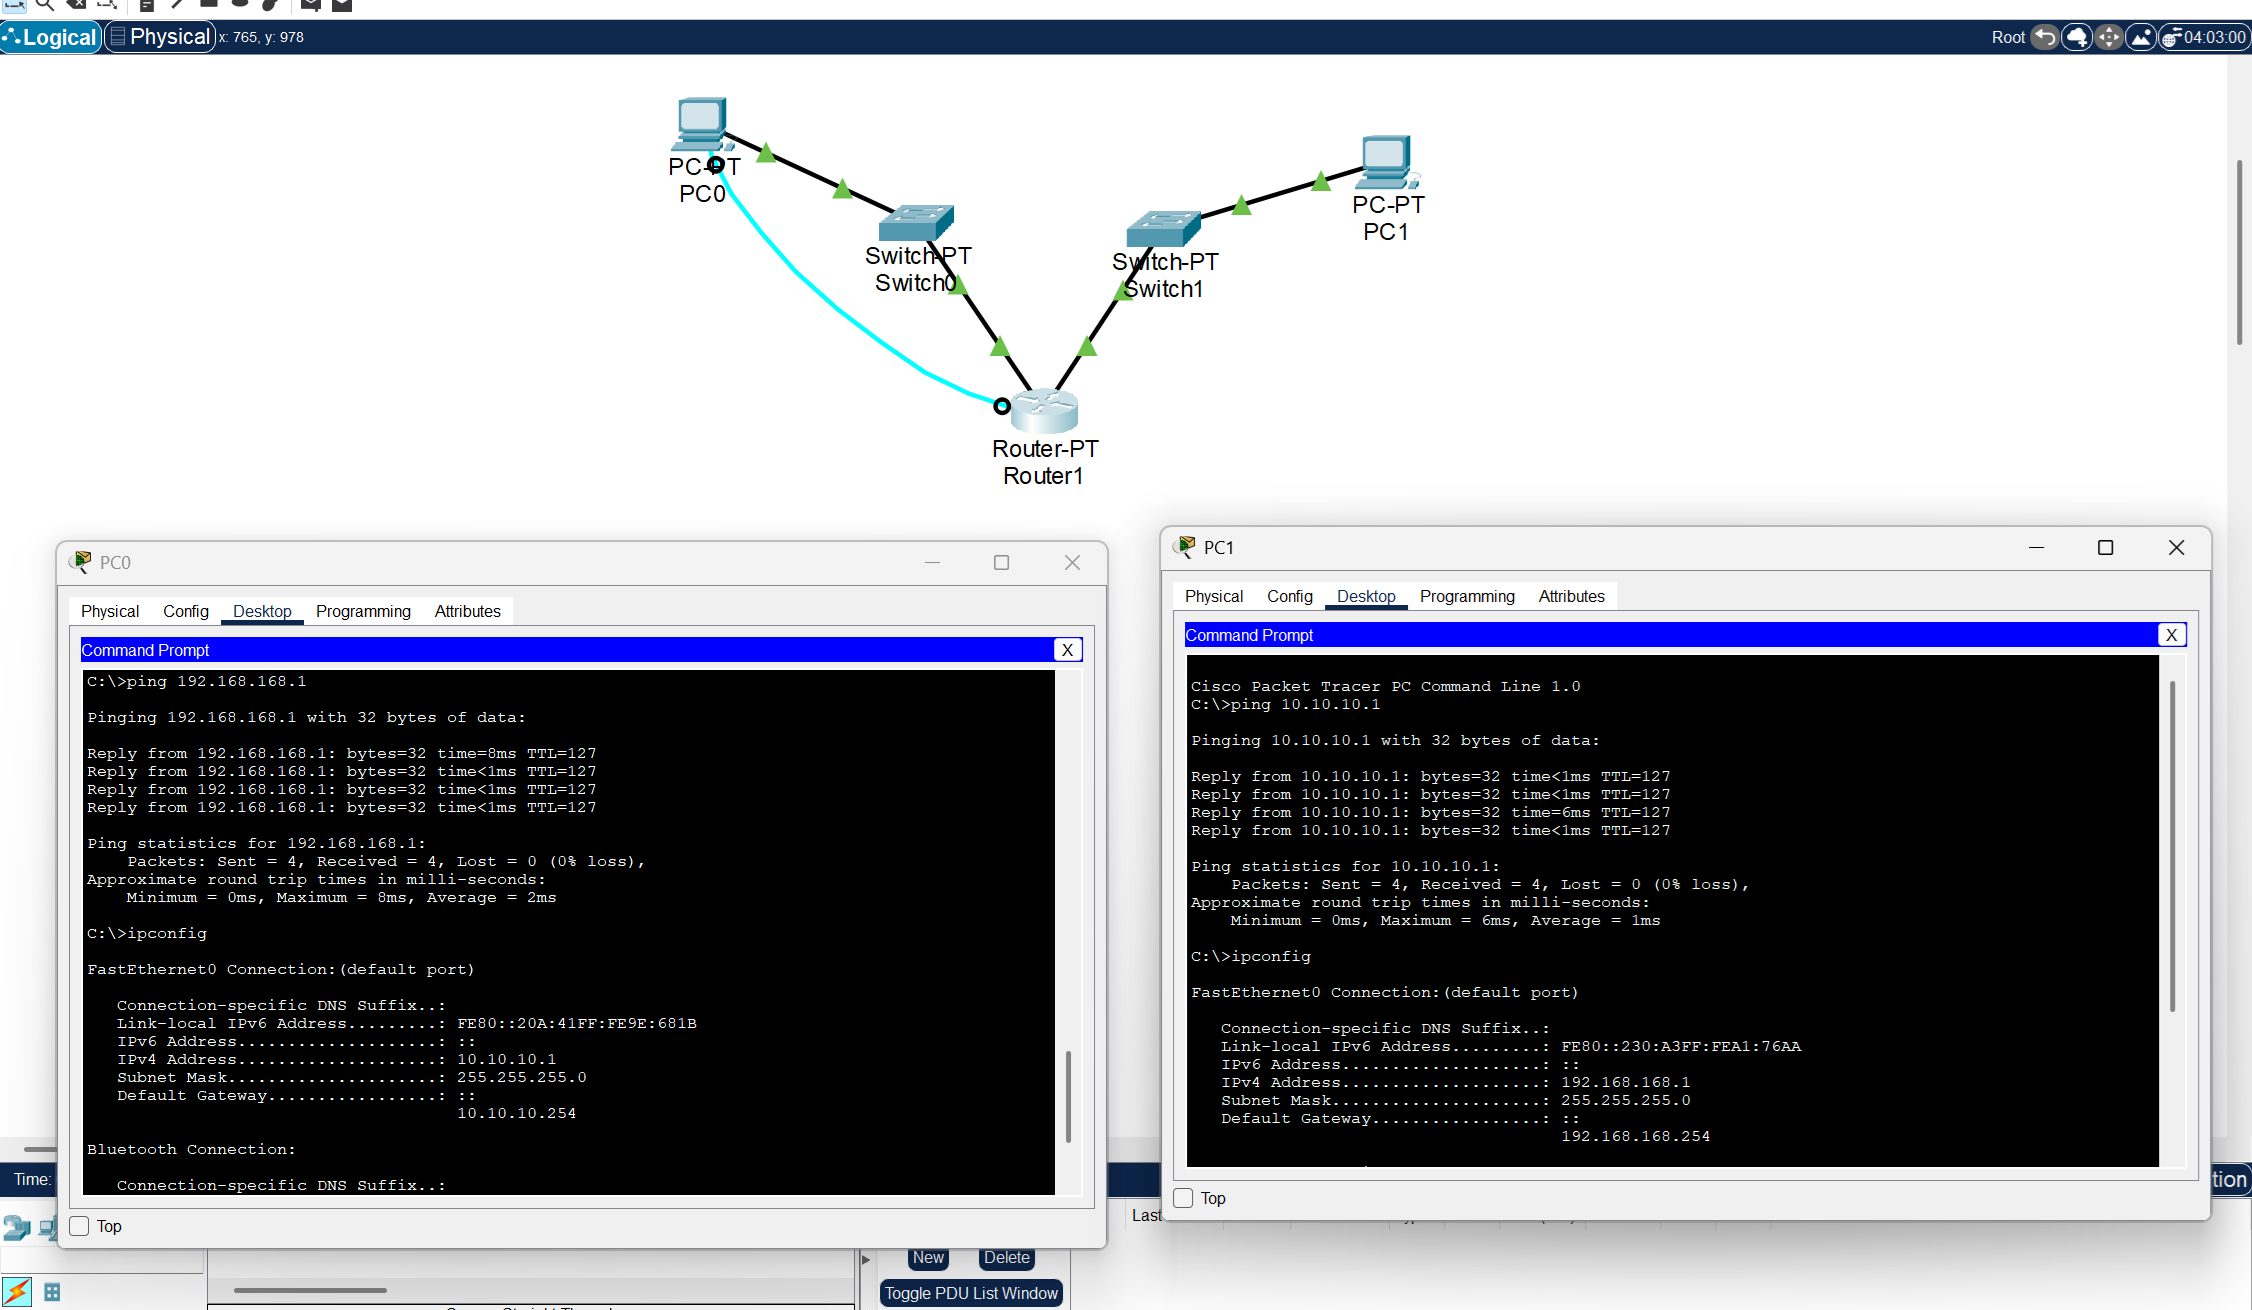 Logical
Physical
x: 765, y: 978
Root
04:03:00
PC-PT
PC0
PC-PT
PC1
Switch-PT
Switch0
Switch-PT
Switch1
Router-PT
Router1
PC0
Physical Config Desktop Programming Attributes
Command Prompt
X
C:\>ping 192.168.168.1
Pinging 192.168.168.1 with 32 bytes of data:
Reply from 192.168.168.1: bytes=32 time=8ms TTL=127
Reply from 192.168.168.1: bytes=32 time<1ms TTL=127
Reply from 192.168.168.1: bytes=32 time<1ms TTL=127
Reply from 192.168.168.1: bytes=32 time<1ms TTL=127
Ping statistics for 192.168.168.1:
Packets: Sent = 4, Received = 4, Lost = 0 (0% loss),
Approximate round trip times in milli-seconds:
Minimum = 0ms, Maximum = 8ms, Average = 2ms
C:\>ipconfig
FastEthernet0 Connection:(default port)
Connection-specific DNS Suffix..:
Link-local IPv6 Address.........: FE80::20A:41FF:FE9E:681B
IPv6 Address....................: ::
IPv4 Address....................: 10.10.10.1
Subnet Mask.....................: 255.255.255.0
Default Gateway.................: ::
10.10.10.254
Bluetooth Connection:
Connection-specific DNS Suffix..:
Top
PC1
Physical Config Desktop Programming Attributes
Command Prompt
X
Cisco Packet Tracer PC Command Line 1.0
C:\>ping 10.10.10.1
Pinging 10.10.10.1 with 32 bytes of data:
Reply from 10.10.10.1: bytes=32 time<1ms TTL=127
Reply from 10.10.10.1: bytes=32 time<1ms TTL=127
Reply from 10.10.10.1: bytes=32 time=6ms TTL=127
Reply from 10.10.10.1: bytes=32 time<1ms TTL=127
Ping statistics for 10.10.10.1:
Packets: Sent = 4, Received = 4, Lost = 0 (0% loss),
Approximate round trip times in milli-seconds:
Minimum = 0ms, Maximum = 6ms, Average = 1ms
C:\>ipconfig
FastEthernet0 Connection:(default port)
Connection-specific DNS Suffix..:
Link-local IPv6 Address.........: FE80::230:A3FF:FEA1:76AA
IPv6 Address....................: ::
IPv4 Address....................: 192.168.168.1
Subnet Mask.....................: 255.255.255.0
Default Gateway.................: ::
192.168.168.254
Top
Time:
tion
Last
New
Delete
Toggle PDU List Window